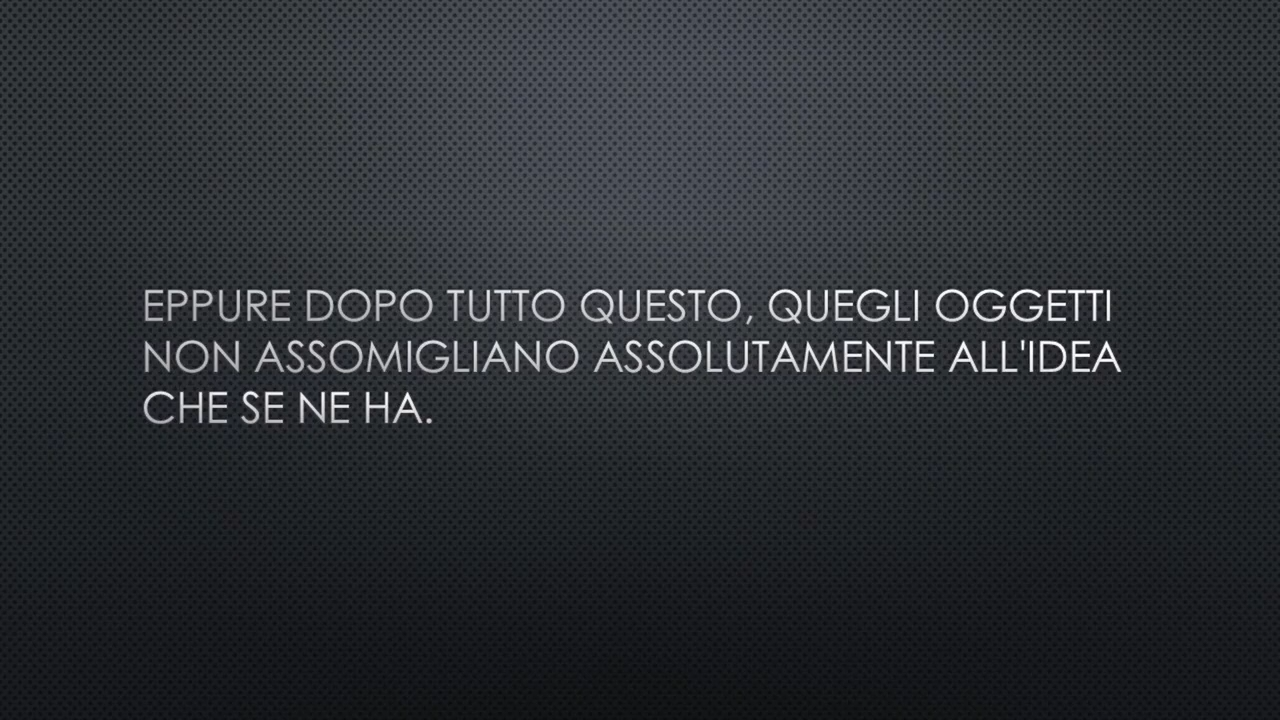 EPPURE DOPO TUTTO QUESTO, QUEGLI OGGETTI
NON ASSOMIGLIANO ASSOLUTAMENTE ALL'IDEA
CHE SE NE HA.